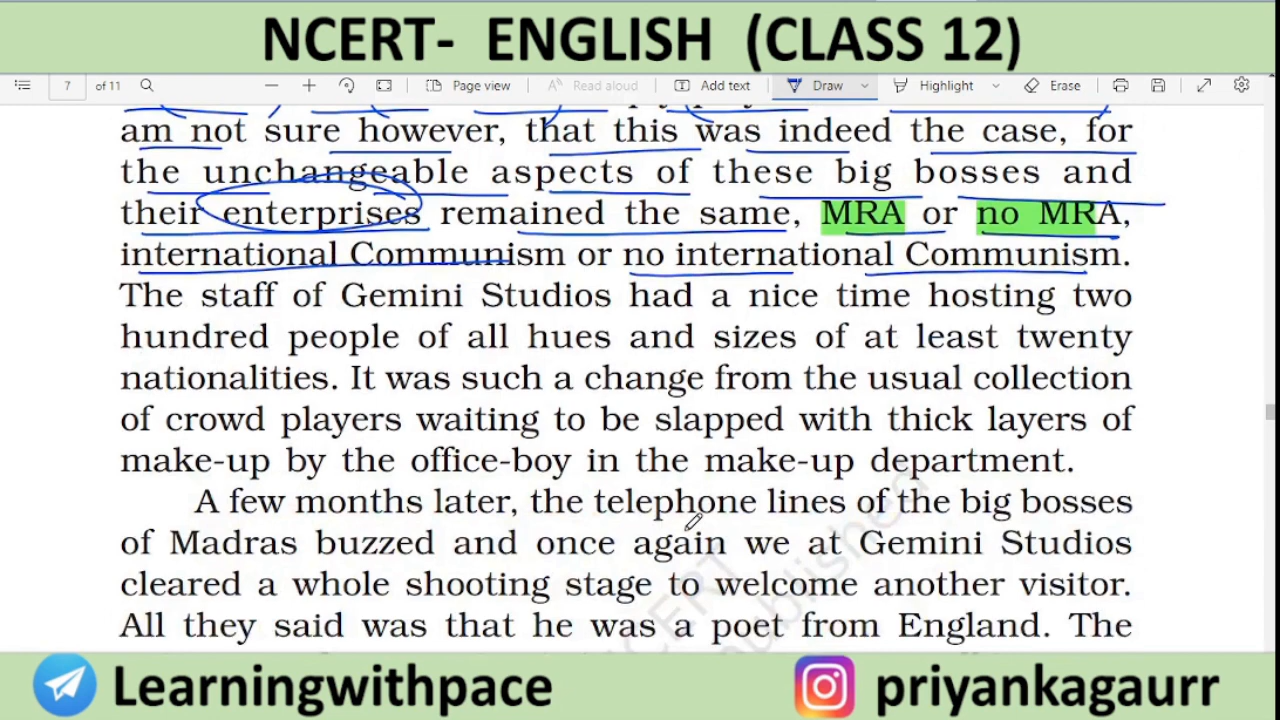 NCERT- ENGLISH (CLASS 12)
7 of 11 Page view Read aloud Add text Draw Highlight Erase
am not sure however, that this was indeed the case, for
the unchangeable aspects of these big bosses and
their enterprises remained the same, MRA or no MRA,
international Communism or no international Communism.
The staff of Gemini Studios had a nice time hosting two
hundred people of all hues and sizes of at least twenty
nationalities. It was such a change from the usual collection
of crowd players waiting to be slapped with thick layers of
make-up by the office-boy in the make-up department.
A few months later, the telephone lines of the big bosses
of Madras buzzed and once again we at Gemini Studios
cleared a whole shooting stage to welcome another visitor.
All they said was that he was a poet from England. The
NCERT
published
Learningwithpace priyankagaurr